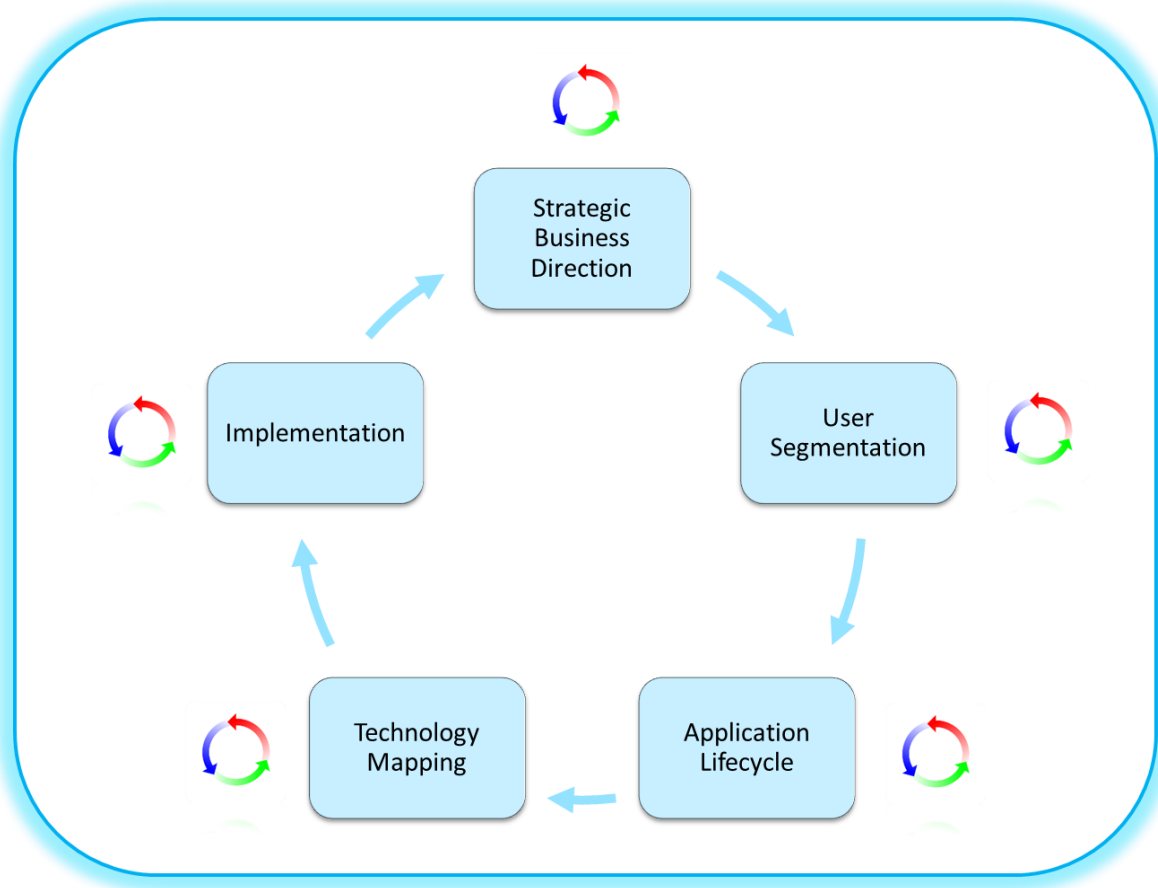 Strategic
Business
Direction
User
Segmentation
Application
Lifecycle
Technology
Mapping
Implementation